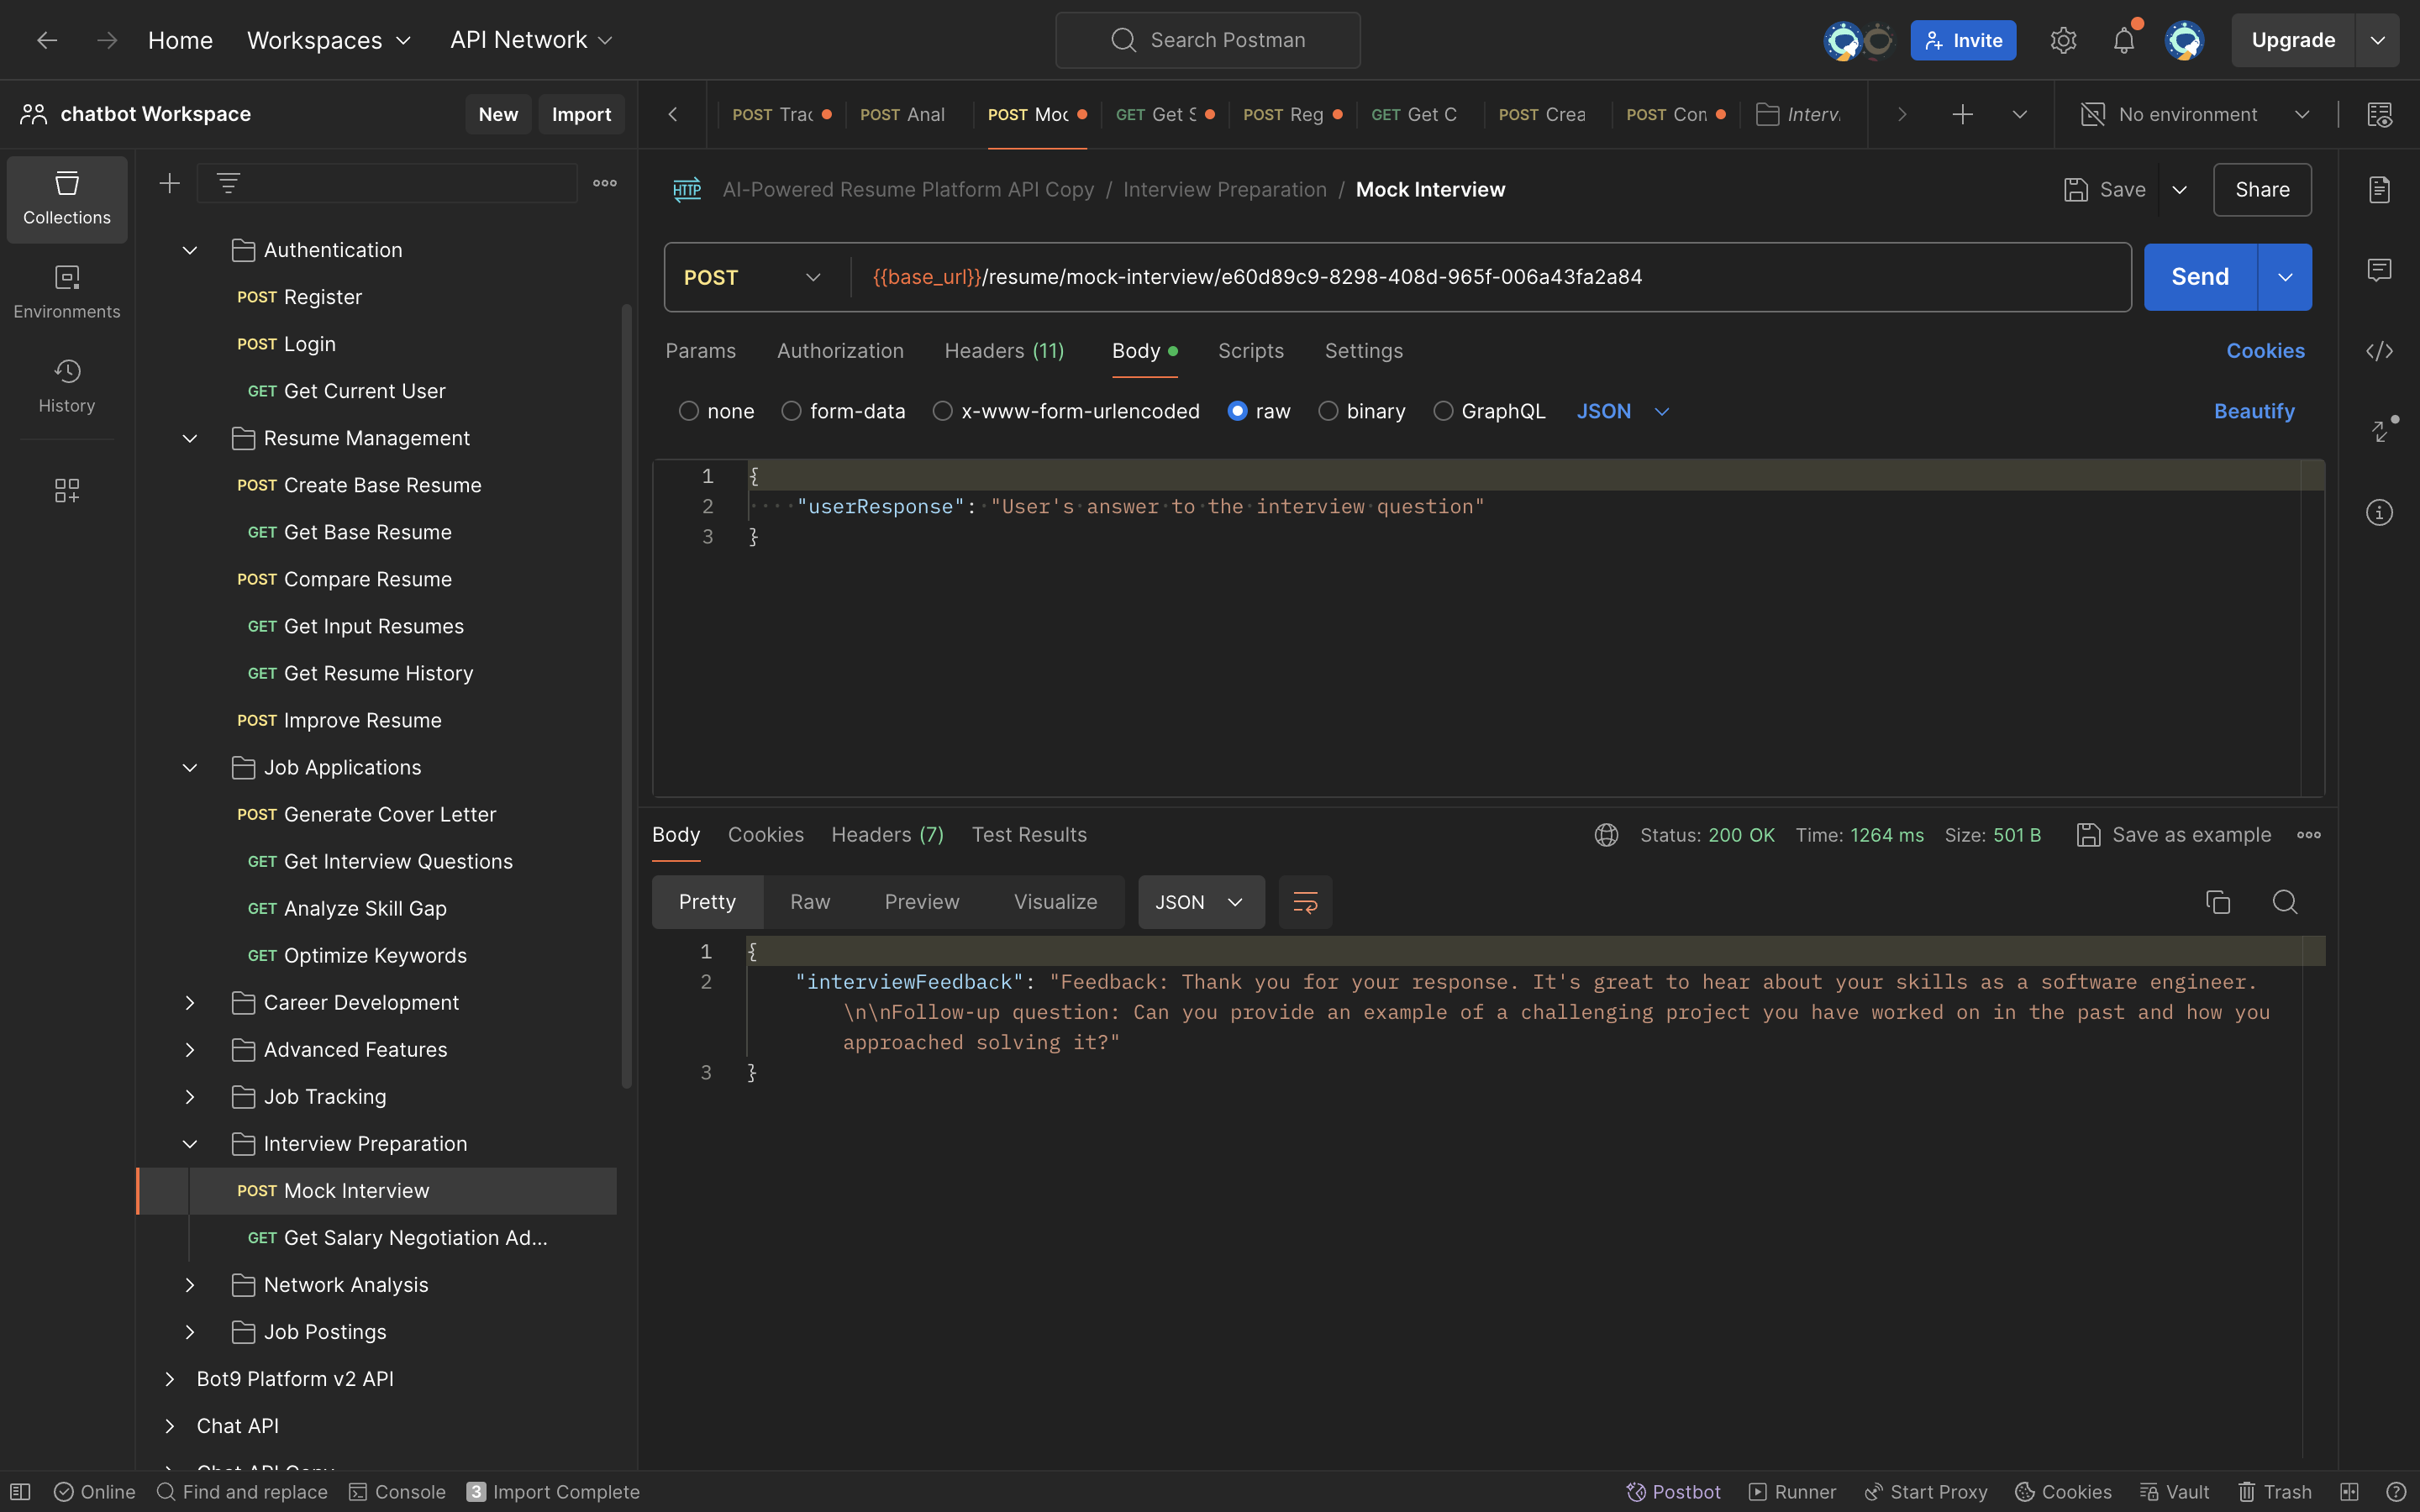 Home Workspaces API Network Search Postman Invite Upgrade
chatbot Workspace New Import
POST Trac POST Anal POST Moc GET Get S POST Reg GET Get C POST Crea POST Con Interv No environment
Collections
Environments
History
Authentication
POST Register
POST Login
GET Get Current User
Resume Management
POST Create Base Resume
GET Get Base Resume
POST Compare Resume
GET Get Input Resumes
GET Get Resume History
POST Improve Resume
Job Applications
POST Generate Cover Letter
GET Get Interview Questions
GET Analyze Skill Gap
GET Optimize Keywords
Career Development
Advanced Features
Job Tracking
Interview Preparation
POST Mock Interview
GET Get Salary Negotiation Ad...
Network Analysis
Job Postings
Bot9 Platform v2 API
Chat API
Chat API Copy
HTTP AI-Powered Resume Platform API Copy / Interview Preparation / Mock Interview Save Share
POST {{base_url}}/resume/mock-interview/e60d89c9-8298-408d-965f-006a43fa2a84 Send
Params Authorization Headers (11) Body Scripts Settings Cookies
none form-data x-www-form-urlencoded raw binary GraphQL JSON Beautify
1 {
2 "userResponse": "User's answer to the interview question"
3 }
Body Cookies Headers (7) Test Results Status: 200 OK Time: 1264 ms Size: 501 B Save as example
Pretty Raw Preview Visualize JSON
1 {
2 "interviewFeedback": "Feedback: Thank you for your response. It's great to hear about your skills as a software engineer.
\n\nFollow-up question: Can you provide an example of a challenging project you have worked on in the past and how you
approached solving it?"
3 }
Online Find and replace Console 3 Import Complete Postbot Runner Start Proxy Cookies Vault Trash